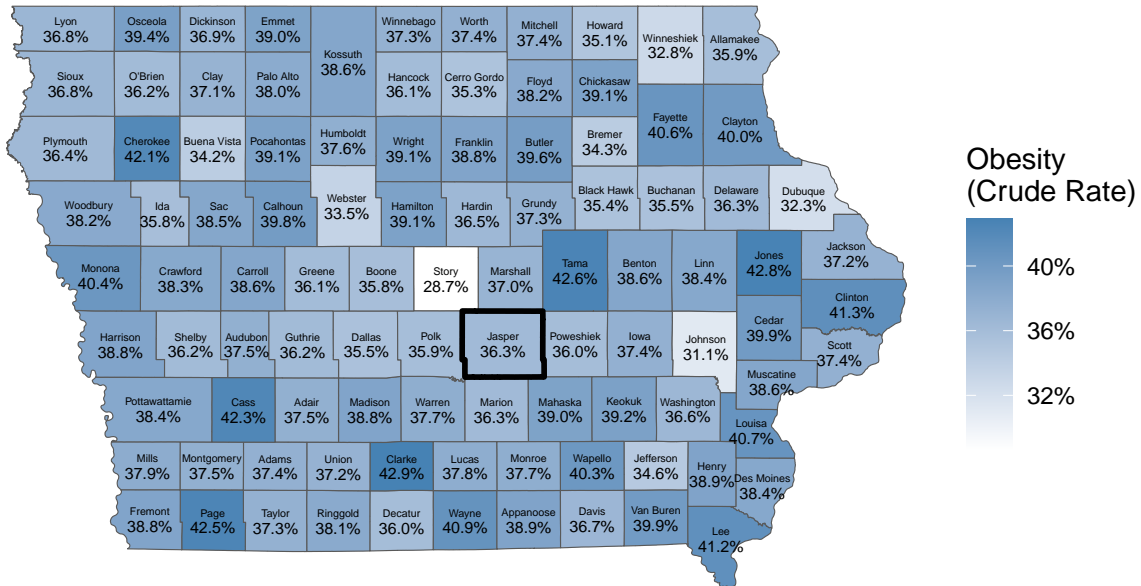 Lyon
36.8%
Osceola
39.4%
Dickinson
36.9%
Emmet
39.0%
Kossuth
38.6%
Winnebago
37.3%
Worth
37.4%
Mitchell
37.4%
Howard
35.1%
Winneshiek
32.8%
Allamakee
35.9%
Sioux
36.8%
O'Brien
36.2%
Clay
37.1%
Palo Alto
38.0%
Hancock
36.1%
Cerro Gordo
35.3%
Floyd
38.2%
Chickasaw
39.1%
Fayette
40.6%
Clayton
40.0%
Plymouth
36.4%
Cherokee
42.1%
Buena Vista
34.2%
Pocahontas
39.1%
Humboldt
37.6%
Wright
39.1%
Franklin
38.8%
Butler
39.6%
Bremer
34.3%
Woodbury
38.2%
Ida
35.8%
Sac
38.5%
Calhoun
39.8%
Webster
33.5%
Hamilton
39.1%
Hardin
36.5%
Grundy
37.3%
Black Hawk
35.4%
Buchanan
35.5%
Delaware
36.3%
Dubuque
32.3%
Monona
40.4%
Crawford
38.3%
Carroll
38.6%
Greene
36.1%
Boone
35.8%
Story
28.7%
Marshall
37.0%
Tama
42.6%
Benton
38.6%
Linn
38.4%
Jones
42.8%
Jackson
37.2%
Clinton
41.3%
Harrison
38.8%
Shelby
36.2%
Audubon
37.5%
Guthrie
36.2%
Dallas
35.5%
Polk
35.9%
Jasper
36.3%
Poweshiek
36.0%
Iowa
37.4%
Johnson
31.1%
Cedar
39.9%
Scott
37.4%
Muscatine
38.6%
Pottawattamie
38.4%
Cass
42.3%
Adair
37.5%
Madison
38.8%
Warren
37.7%
Marion
36.3%
Mahaska
39.0%
Keokuk
39.2%
Washington
36.6%
Louisa
40.7%
Mills
37.9%
Montgomery
37.5%
Adams
37.4%
Union
37.2%
Clarke
42.9%
Lucas
37.8%
Monroe
37.7%
Wapello
40.3%
Jefferson
34.6%
Henry
38.9%
Des Moines
38.4%
Fremont
38.8%
Page
42.5%
Taylor
37.3%
Ringgold
38.1%
Decatur
36.0%
Wayne
40.9%
Appanoose
38.9%
Davis
36.7%
Van Buren
39.9%
Lee
41.2%
Obesity
(Crude Rate)
40%
36%
32%